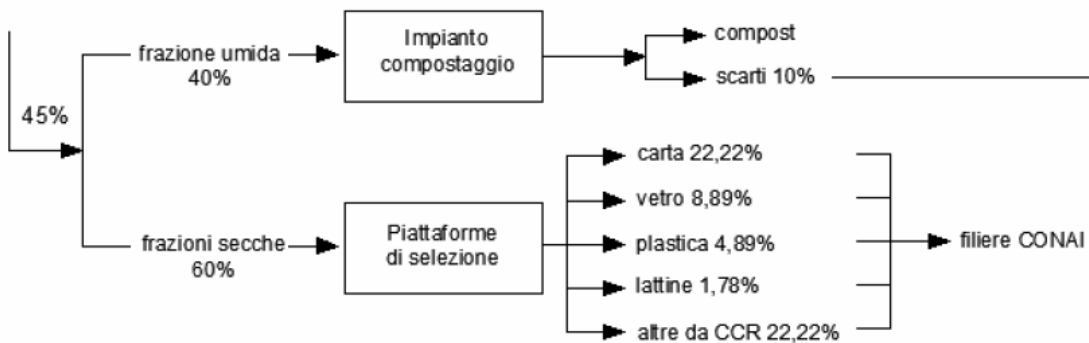 45%
frazione umida
40%
Impianto
compostaggio
compost
scarti 10%
frazioni secche
60%
Piattaforme
di selezione
carta 22,22%
vetro 8,89%
plastica 4,89%
lattine 1,78%
altre da CCR 22,22%
filiere CONAI